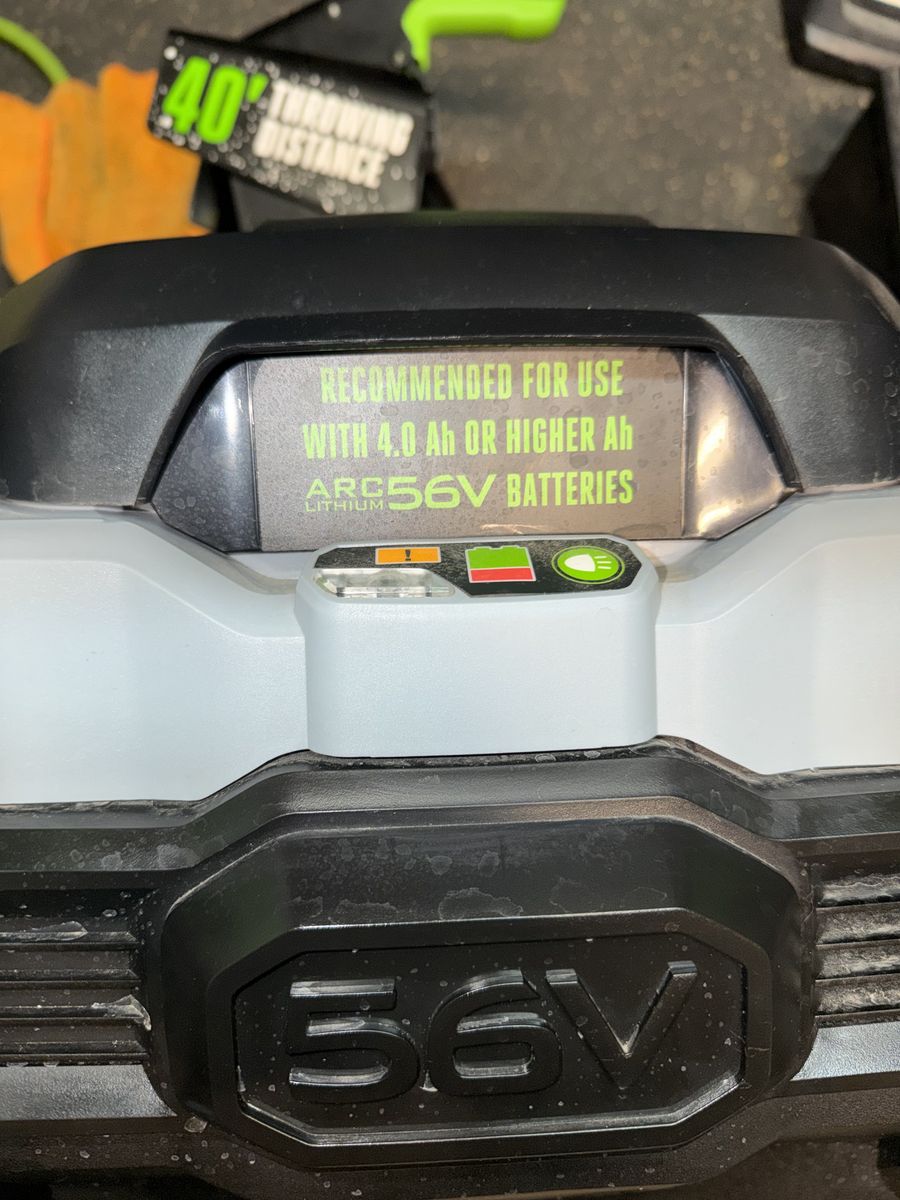 40' THROWING
DISTANCE
RECOMMENDED FOR USE
WITH 4.0 Ah OR HIGHER Ah
ARC LITHIUM 56V BATTERIES
!
56V